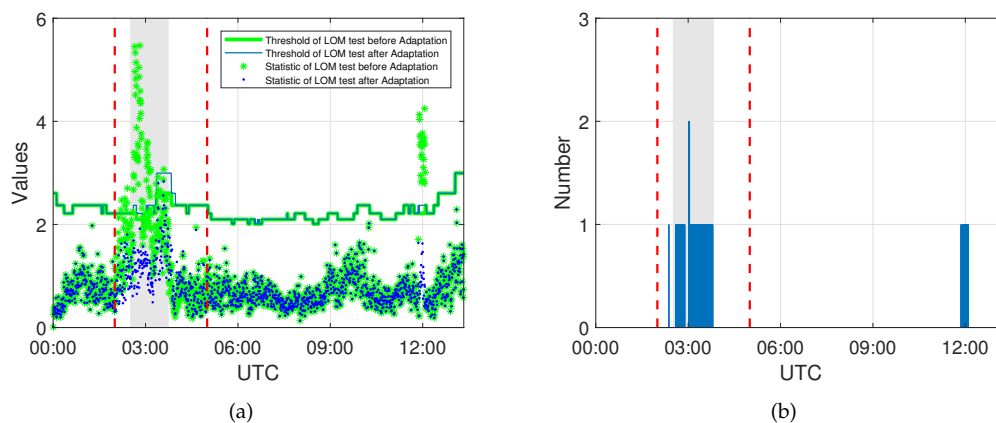 6
4
2
0
Values
Threshold of LOM test before Adaptation
Threshold of LOM test after Adaptation
Statistic of LOM test before Adaptation
Statistic of LOM test after Adaptation
00:00 03:00 06:00 09:00 12:00
UTC
(a)
3
2
1
0
Number
00:00 03:00 06:00 09:00 12:00
UTC
(b)